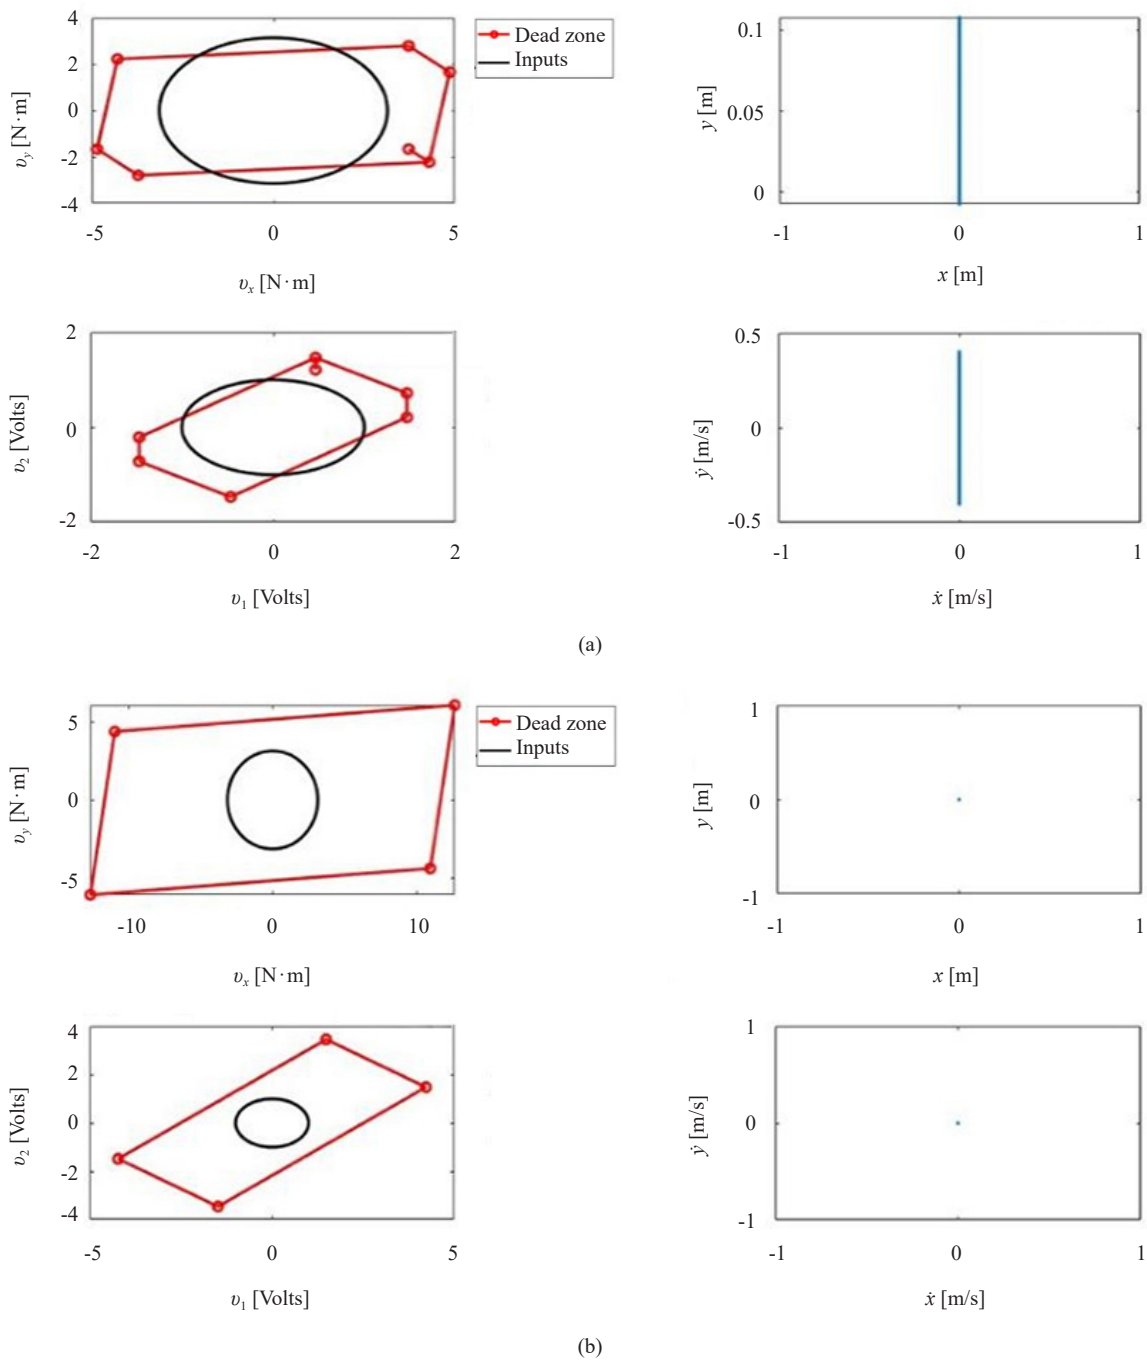 4
2
0
-2
-4
-5
0
5
υy [N·m]
υx [N·m]
Dead zone
Inputs
0.1
0.05
0
-1
0
1
y [m]
x [m]
2
0
-2
-2
0
2
υ2 [Volts]
υ1 [Volts]
0.5
0
-0.5
-1
0
1
ẏ [m/s]
ẋ [m/s]
(a)
5
0
-5
-10
0
10
υy [N·m]
υx [N·m]
Dead zone
Inputs
1
0
-1
-1
0
1
y [m]
x [m]
4
2
0
-2
-4
-5
0
5
υ2 [Volts]
υ1 [Volts]
1
0
-1
-1
0
1
ẏ [m/s]
ẋ [m/s]
(b)